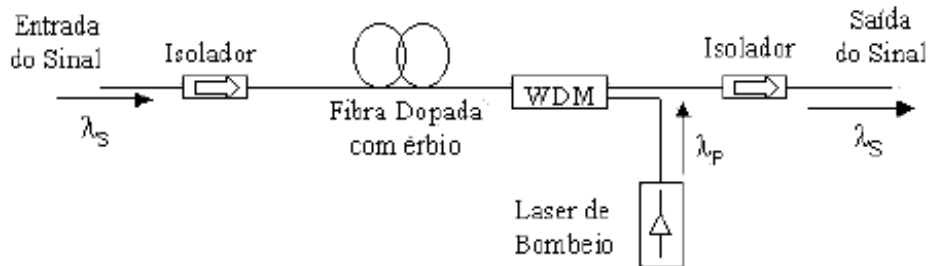 Entrada
do Sinal
λS
Isolador
Fibra Dopada
com érbio
WDM
λP
Laser de
Bombeio
Isolador
Saída
do Sinal
λS